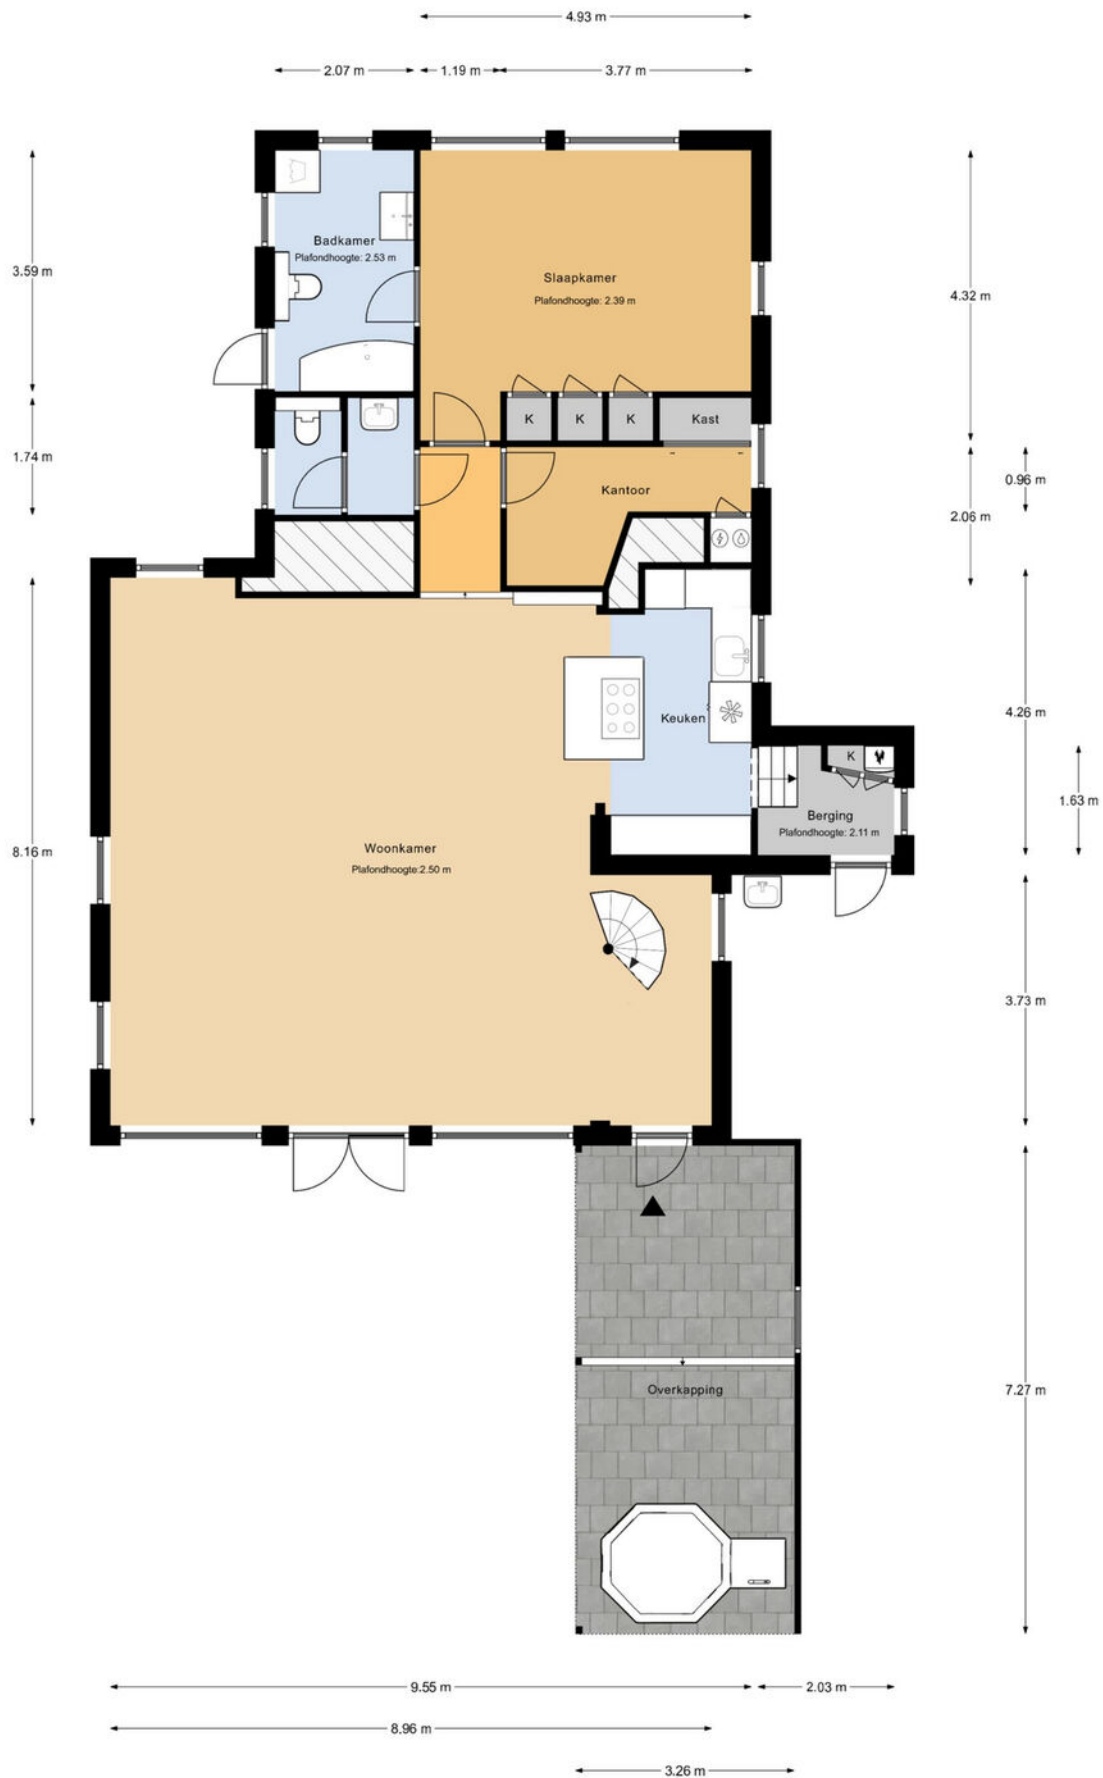 4.93 m
2.07 m
1.19 m
3.77 m
3.59 m
Badkamer
Plafondhoogte: 2.53 m
Slaapkamer
Plafondhoogte: 2.39 m
4.32 m
K
K
K
Kast
1.74 m
Kantoor
0.96 m
2.06 m
Keuken
4.26 m
K
Berging
Plafondhoogte: 2.11 m
1.63 m
8.16 m
Woonkamer
Plafondhoogte:2.50 m
3.73 m
Overkapping
7.27 m
9.55 m
2.03 m
8.96 m
3.26 m